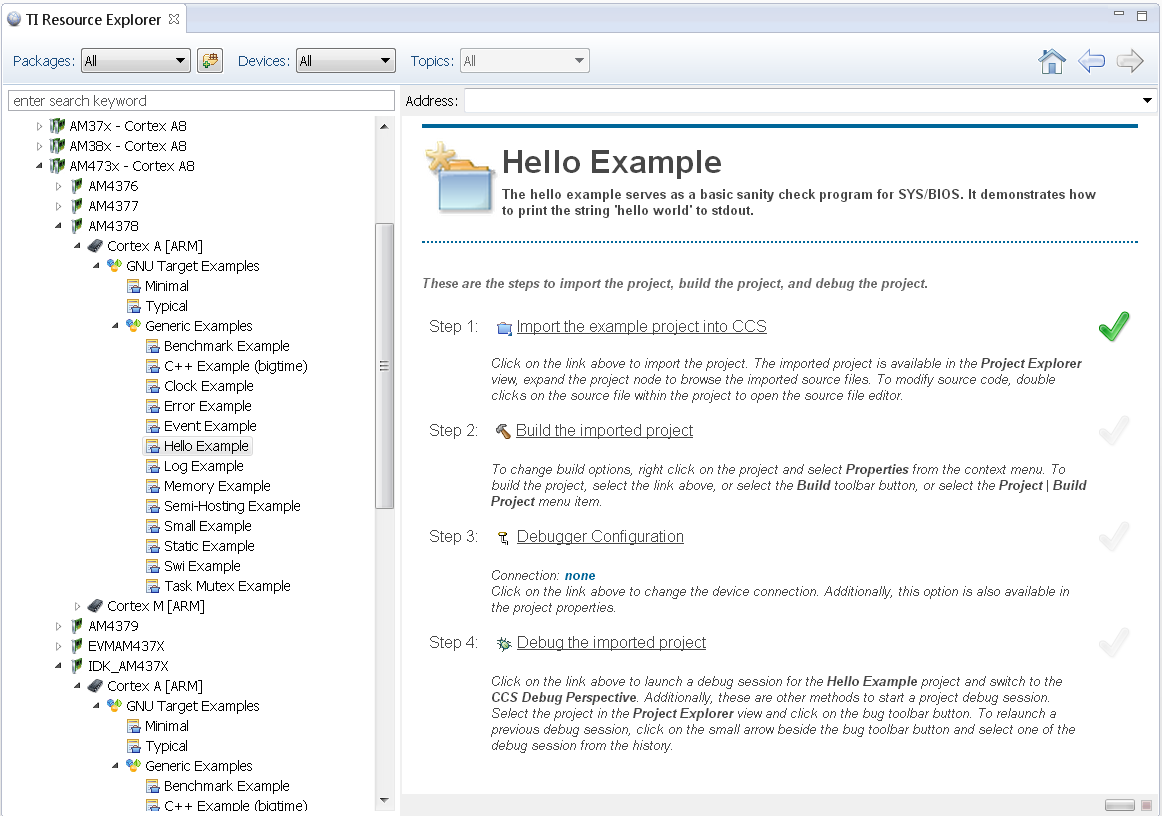 TI Resource Explorer
Packages: All Devices: All Topics: All
enter search keyword
Address:
AM37x - Cortex A8
AM38x - Cortex A8
AM473x - Cortex A8
AM4376
AM4377
AM4378
Cortex A [ARM]
GNU Target Examples
Minimal
Typical
Generic Examples
Benchmark Example
C++ Example (bigtime)
Clock Example
Error Example
Event Example
Hello Example
Log Example
Memory Example
Semi-Hosting Example
Small Example
Static Example
Swi Example
Task Mutex Example
Cortex M [ARM]
AM4379
EVMAM437X
IDK_AM437X
Cortex A [ARM]
GNU Target Examples
Minimal
Typical
Generic Examples
Benchmark Example
C++ Example (bigtime)
Hello Example
The hello example serves as a basic sanity check program for SYS/BIOS. It demonstrates how
to print the string 'hello world' to stdout.
These are the steps to import the project, build the project, and debug the project.
Step 1: Import the example project into CCS
Click on the link above to import the project. The imported project is available in the Project Explorer
view, expand the project node to browse the imported source files. To modify source code, double
clicks on the source file within the project to open the source file editor.
Step 2: Build the imported project
To change build options, right click on the project and select Properties from the context menu. To
build the project, select the link above, or select the Build toolbar button, or select the Project | Build
Project menu item.
Step 3: Debugger Configuration
Connection: none
Click on the link above to change the device connection. Additionally, this option is also available in
the project properties.
Step 4: Debug the imported project
Click on the link above to launch a debug session for the Hello Example project and switch to the
CCS Debug Perspective. Additionally, these are other methods to start a project debug session.
Select the project in the Project Explorer view and click on the bug toolbar button. To relaunch a
previous debug session, click on the small arrow beside the bug toolbar button and select one of the
debug session from the history.